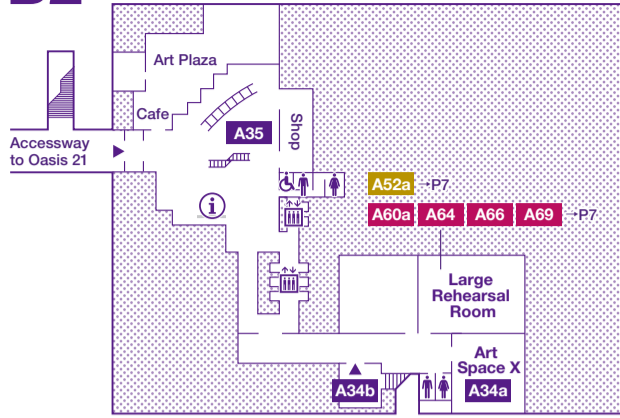 B2
Art Plaza
Cafe
Accessway
to Oasis 21
A35
Shop
i
A52a →P7
A60a A64 A66 A69 →P7
Large
Rehearsal
Room
Art
Space X
A34b
A34a